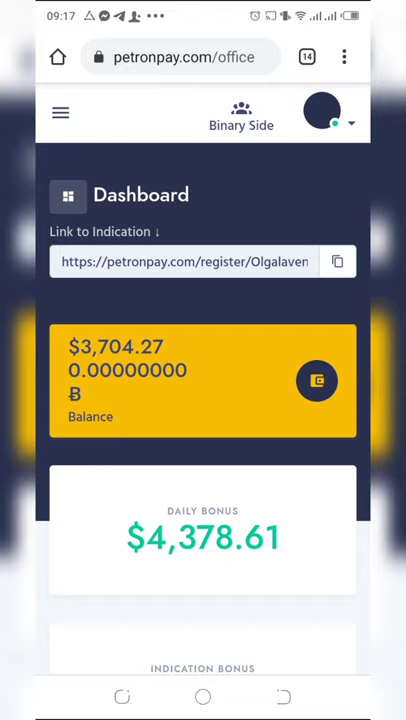 09:17
14
petronpay.com/office
Binary Side
Dashboard
Link to Indication ↓
https://petronpay.com/register/Olgalaven
$3,704.27
0.00000000
Ƀ
Balance
DAILY BONUS
$4,378.61
INDICATION BONUS